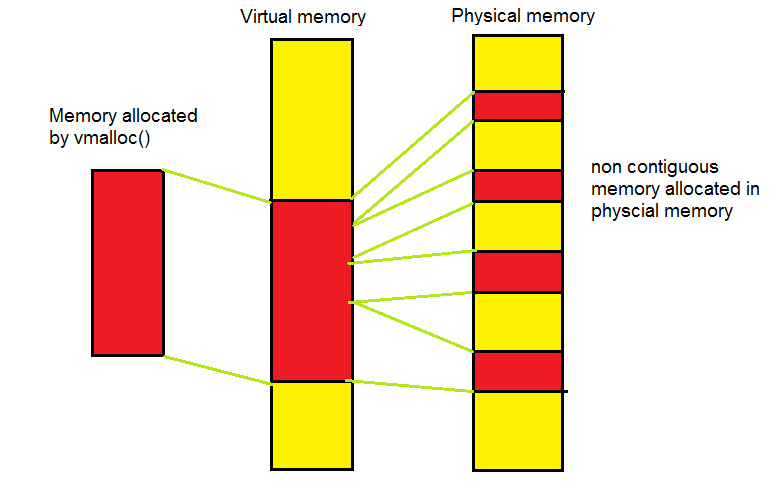 Virtual memory
Physical memory
Memory allocated
by vmalloc()
non contiguous
memory allocated in
physcial memory